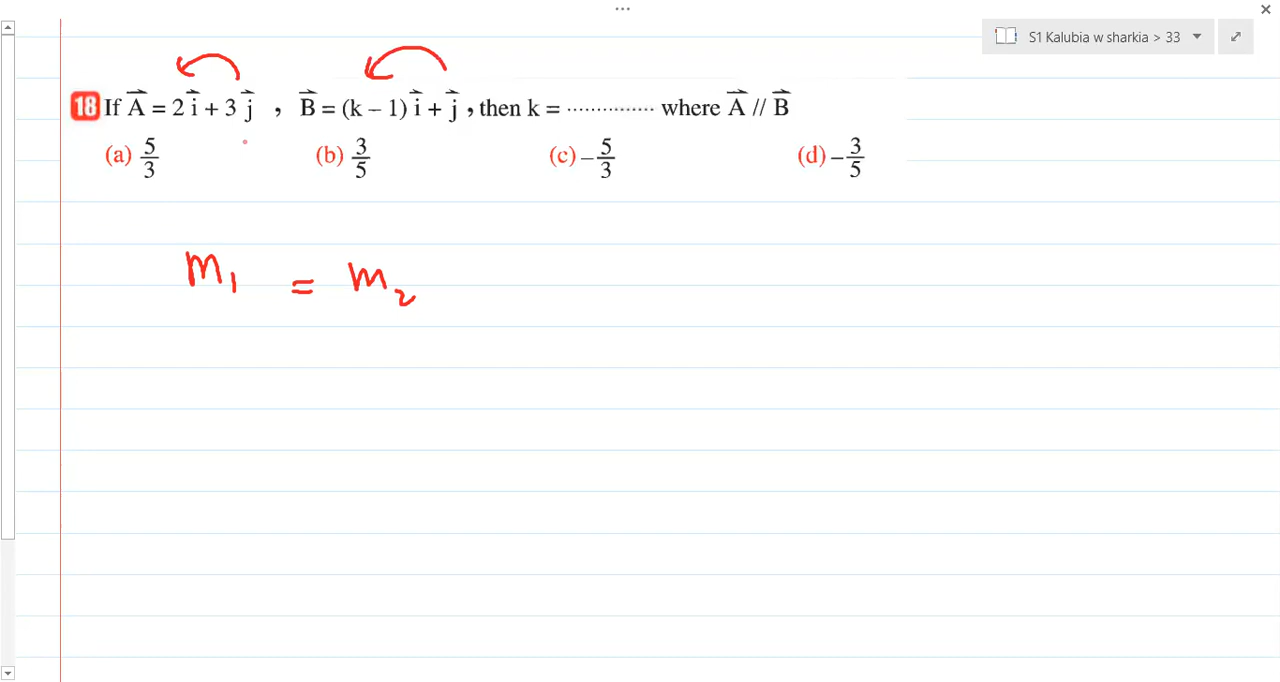 ...
S1 Kalubia w sharkia > 33
18 If A⃗ = 2 i⃗ + 3 j⃗ , B⃗ = (k – 1) i⃗ + j⃗ , then k = ·············· where A⃗ // B⃗
(a) 5/3 (b) 3/5 (c) – 5/3 (d) – 3/5
m₁ = m₂